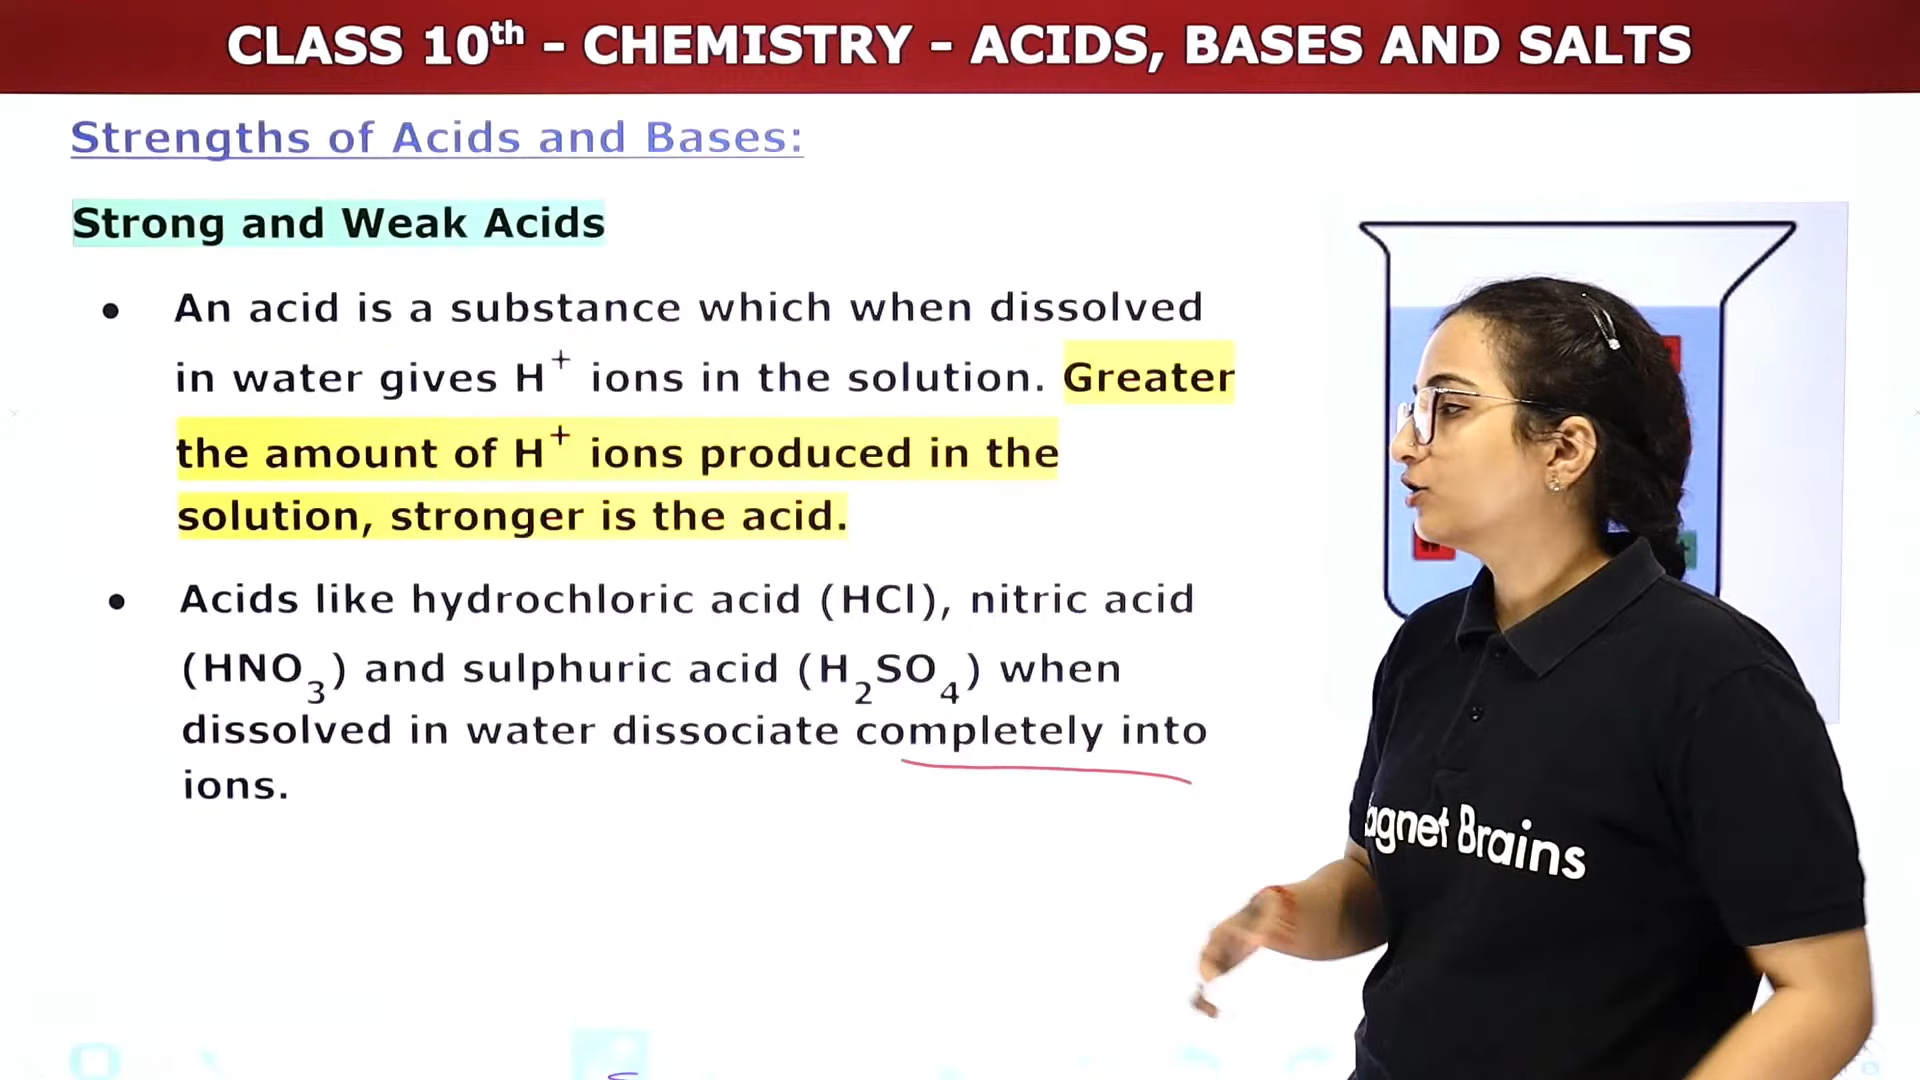 CLASS 10th - CHEMISTRY - ACIDS, BASES AND SALTS
Strengths of Acids and Bases:
Strong and Weak Acids
• An acid is a substance which when dissolved
in water gives H⁺ ions in the solution. Greater
the amount of H⁺ ions produced in the
solution, stronger is the acid.
• Acids like hydrochloric acid (HCl), nitric acid
(HNO₃) and sulphuric acid (H₂SO₄) when
dissolved in water dissociate completely into
ions.
agnet Brains